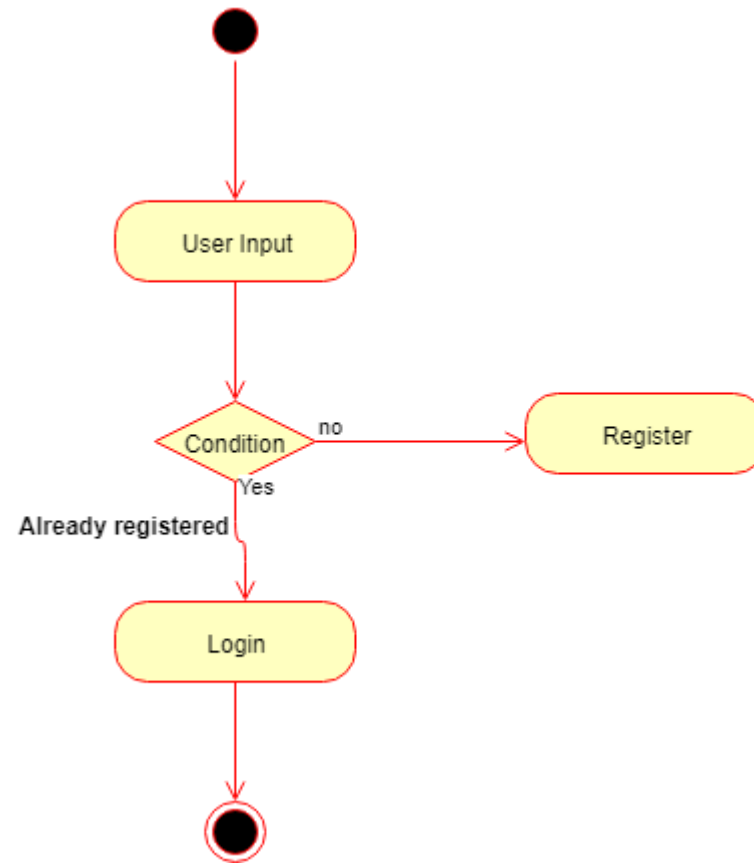 User Input
Condition
no
Register
Yes
Already registered
Login